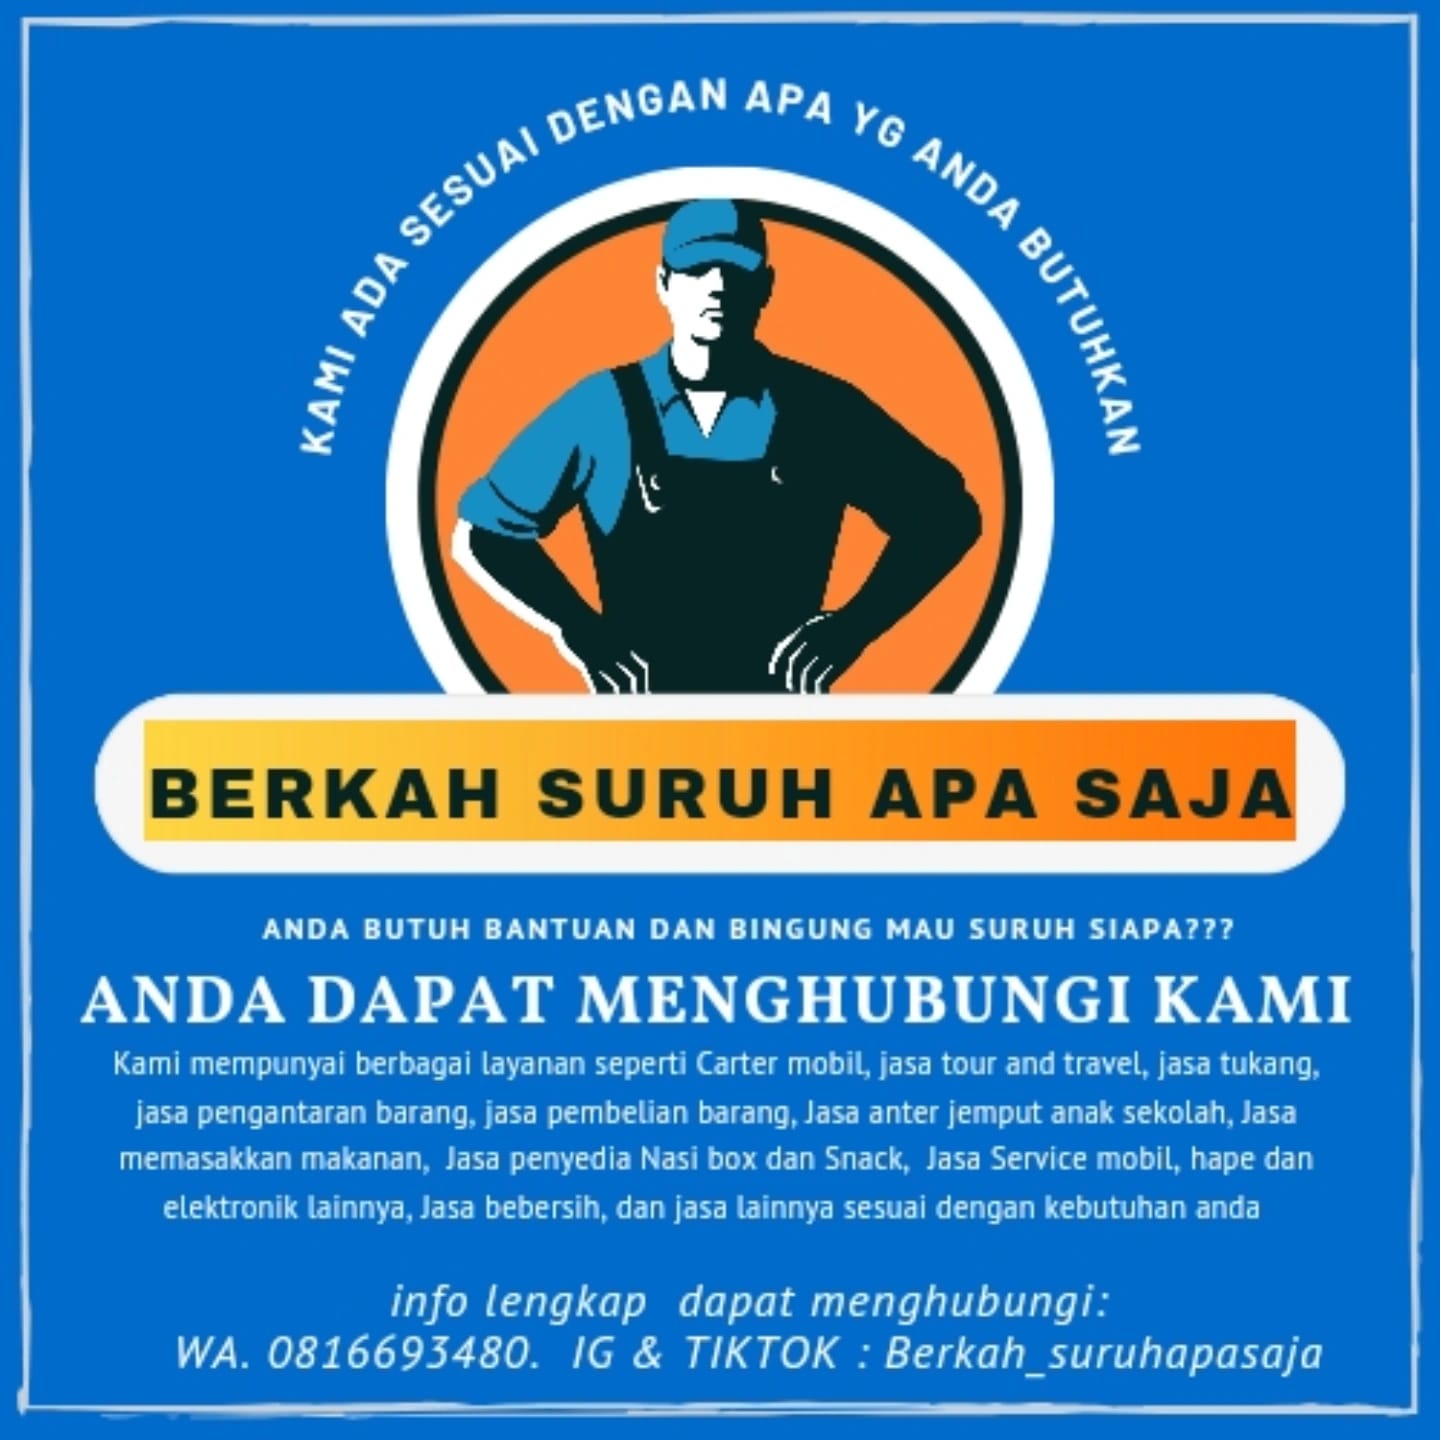 KAMI ADA SESUAI DENGAN APA YG ANDA BUTUHKAN
BERKAH SURUH APA SAJA
ANDA BUTUH BANTUAN DAN BINGUNG MAU SURUH SIAPA???
ANDA DAPAT MENGHUBUNGI KAMI
Kami mempunyai berbagai layanan seperti Carter mobil, jasa tour and travel, jasa tukang,
jasa pengantaran barang, jasa pembelian barang, Jasa anter jemput anak sekolah, Jasa
memasakkan makanan, Jasa penyedia Nasi box dan Snack, Jasa Service mobil, hape dan
elektronik lainnya, Jasa bebersih, dan jasa lainnya sesuai dengan kebutuhan anda
info lengkap dapat menghubungi:
WA. 0816693480. IG & TIKTOK : Berkah_suruhapasaja